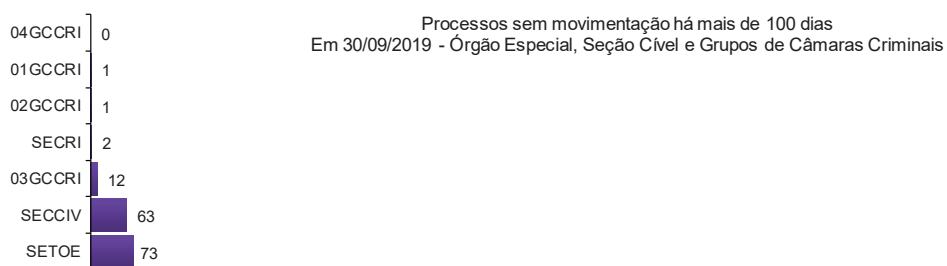 Processos sem movimentação há mais de 100 dias
Em 30/09/2019 - Órgão Especial, Seção Cível e Grupos de Câmaras Criminais
04GCCRI 0
01GCCRI 1
02GCCRI 1
SECRI 2
03GCCRI 12
SECCIV 63
SETOE 73